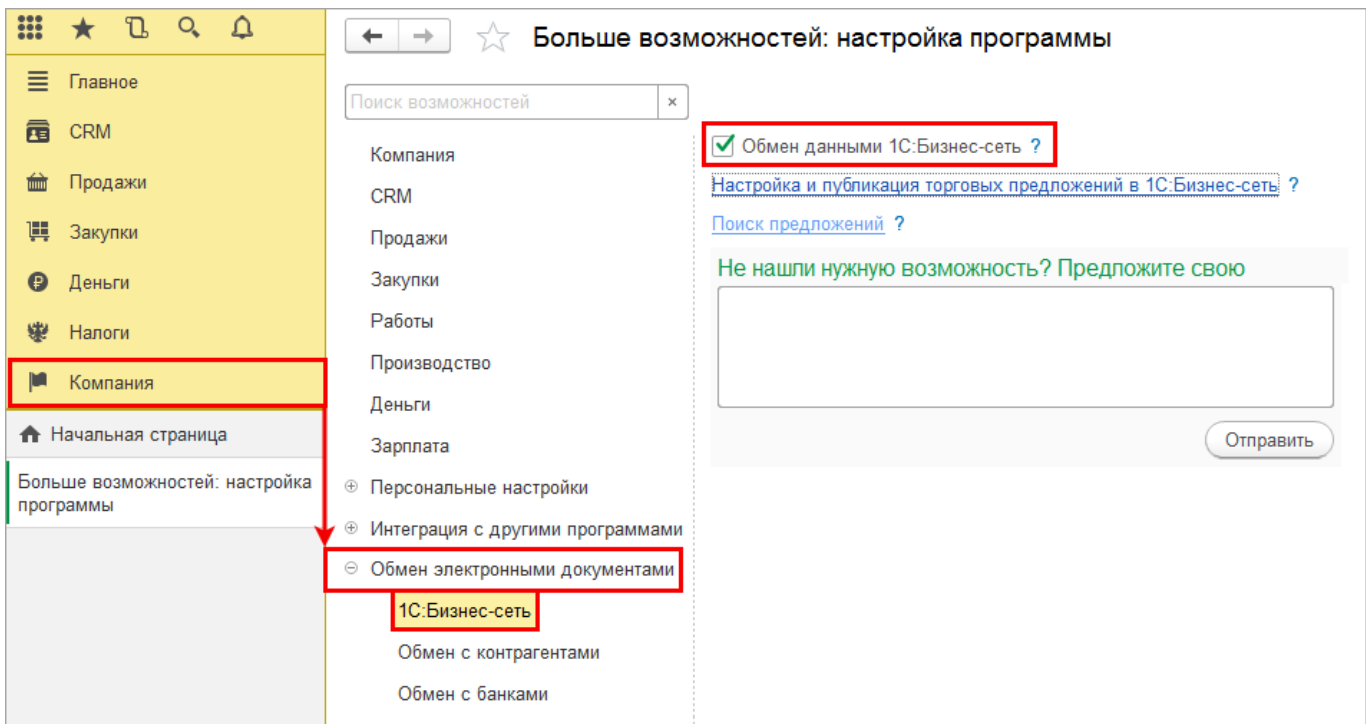 Больше возможностей: настройка программы
Главное
CRM
Продажи
Закупки
Деньги
Налоги
Компания
Начальная страница
Больше возможностей: настройка
программы
Поиск возможностей
×
Компания
CRM
Продажи
Закупки
Работы
Производство
Деньги
Зарплата
Персональные настройки
Интеграция с другими программами
Обмен электронными документами
1С:Бизнес-сеть
Обмен с контрагентами
Обмен с банками
Обмен данными 1С:Бизнес-сеть ?
Настройка и публикация торговых предложений в 1С:Бизнес-сеть ?
Поиск предложений ?
Не нашли нужную возможность? Предложите свою
Отправить